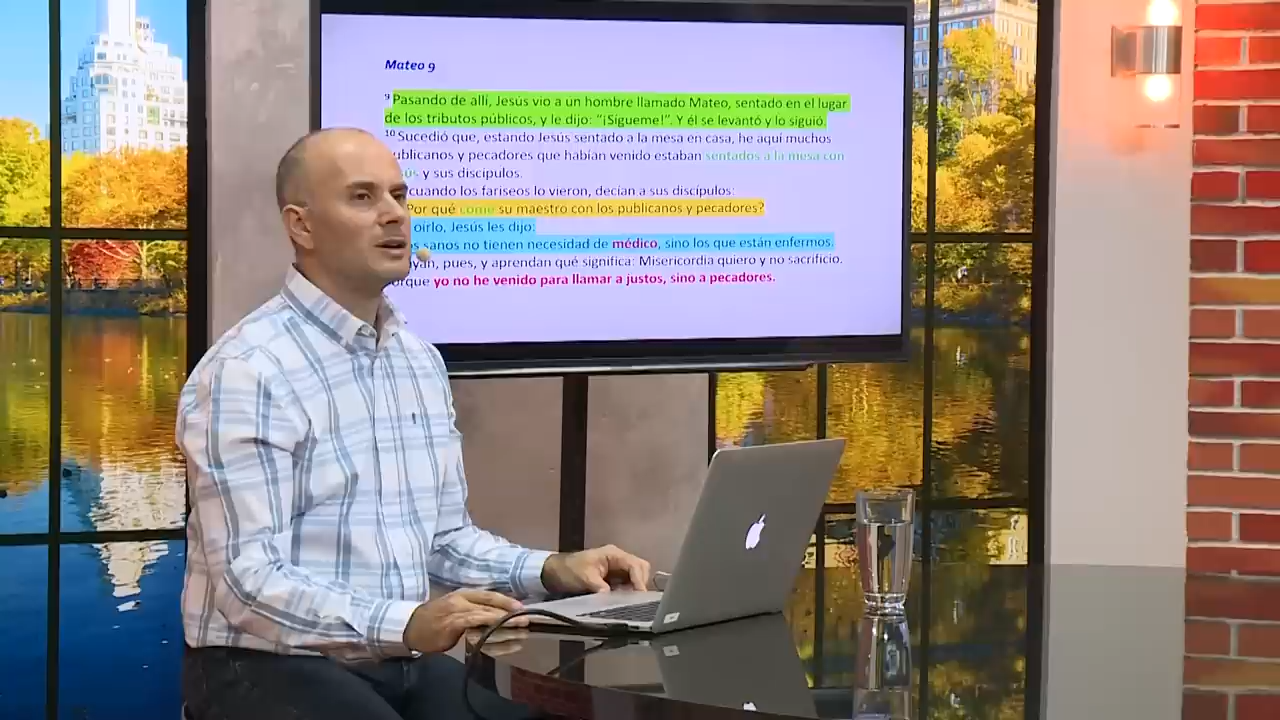 Mateo 9
9 Pasando de allí, Jesús vio a un hombre llamado Mateo, sentado en el lugar
de los tributos públicos, y le dijo: “¡Sígueme!”. Y él se levantó y lo siguió.
10 Sucedió que, estando Jesús sentado a la mesa en casa, he aquí muchos
ublicanos y pecadores que habían venido estaban sentados a la mesa con
ús y sus discípulos.
cuando los fariseos lo vieron, decían a sus discípulos:
Por qué come su maestro con los publicanos y pecadores?
oírlo, Jesús les dijo:
s sanos no tienen necesidad de médico, sino los que están enfermos.
yan, pues, y aprendan qué significa: Misericordia quiero y no sacrificio.
orque yo no he venido para llamar a justos, sino a pecadores.